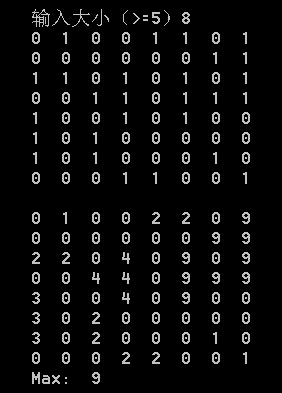 输入大小（>=5）8
0 1 0 0 1 1 0 1
0 0 0 0 0 0 1 1
1 1 0 1 0 1 0 1
0 0 1 1 0 1 1 1
1 0 0 1 0 1 0 0
1 0 1 0 0 0 0 0
1 0 1 0 0 0 1 0
0 0 0 1 1 0 0 1
0 1 0 0 2 2 0 9
0 0 0 0 0 0 9 9
2 2 0 4 0 9 0 9
0 0 4 4 0 9 9 9
3 0 0 4 0 9 0 0
3 0 2 0 0 0 0 0
3 0 2 0 0 0 1 0
0 0 0 2 2 0 0 1
Max: 9